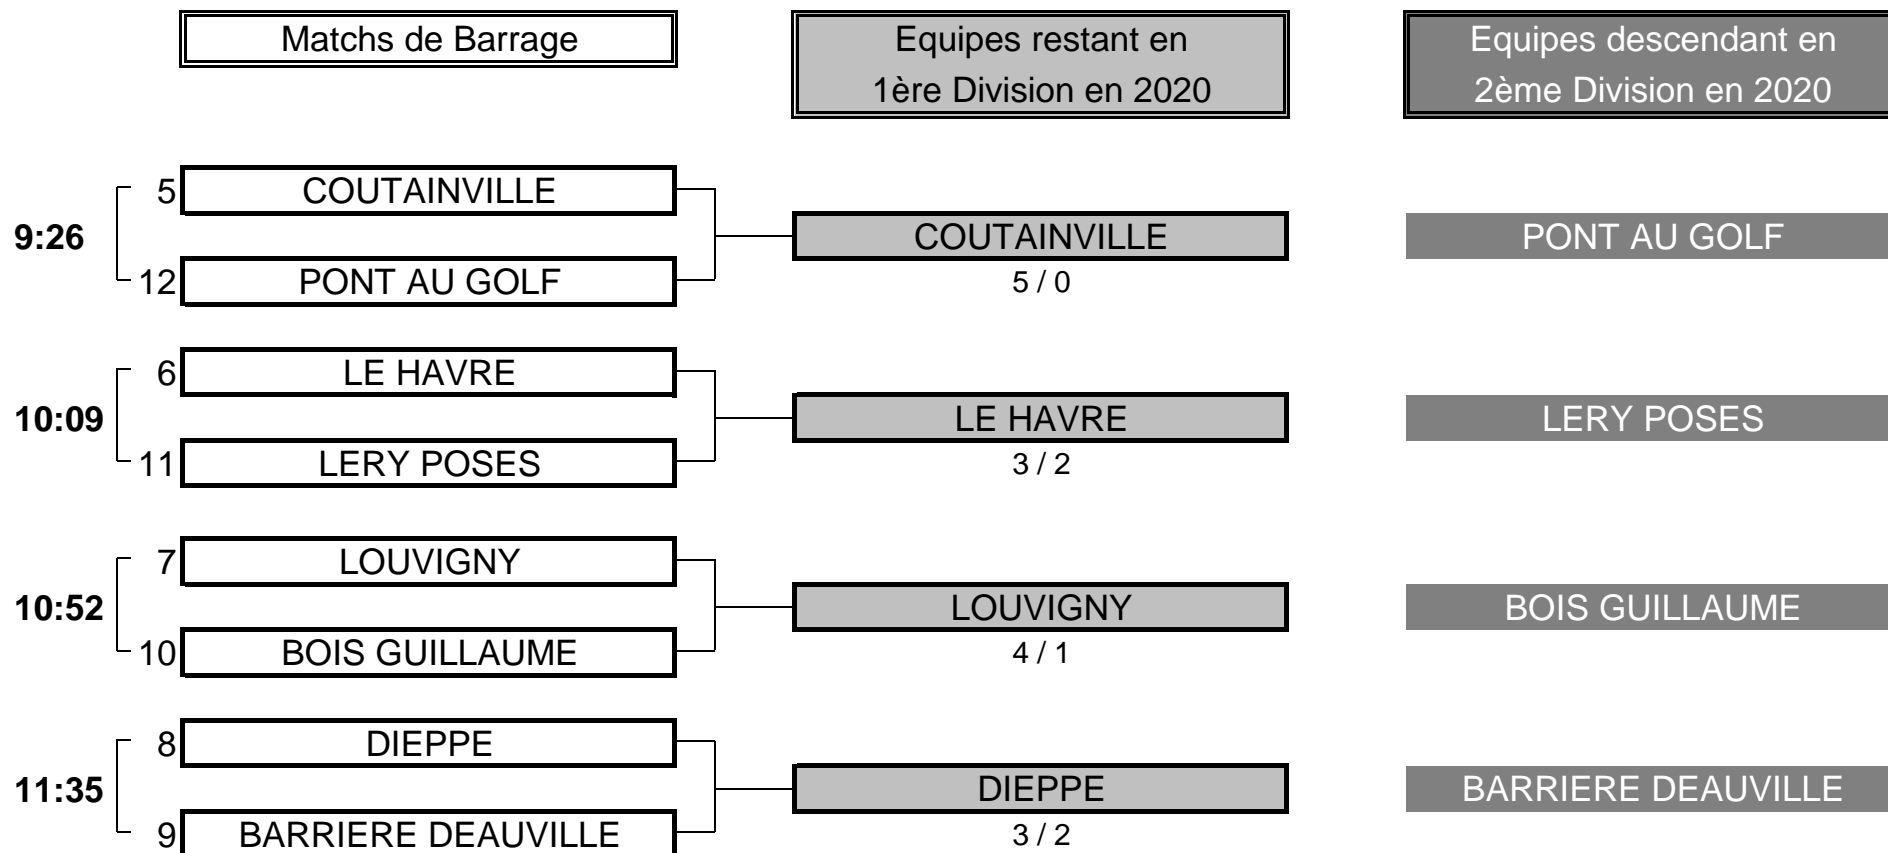 Matchs de Barrage
Equipes restant en
1ère Division en 2020
Equipes descendant en
2ème Division en 2020
9:26
5 COUTAINVILLE
12 PONT AU GOLF
COUTAINVILLE
5 / 0
PONT AU GOLF
10:09
6 LE HAVRE
11 LERY POSES
LE HAVRE
3 / 2
LERY POSES
10:52
7 LOUVIGNY
10 BOIS GUILLAUME
LOUVIGNY
4 / 1
BOIS GUILLAUME
11:35
8 DIEPPE
9 BARRIERE DEAUVILLE
DIEPPE
3 / 2
BARRIERE DEAUVILLE